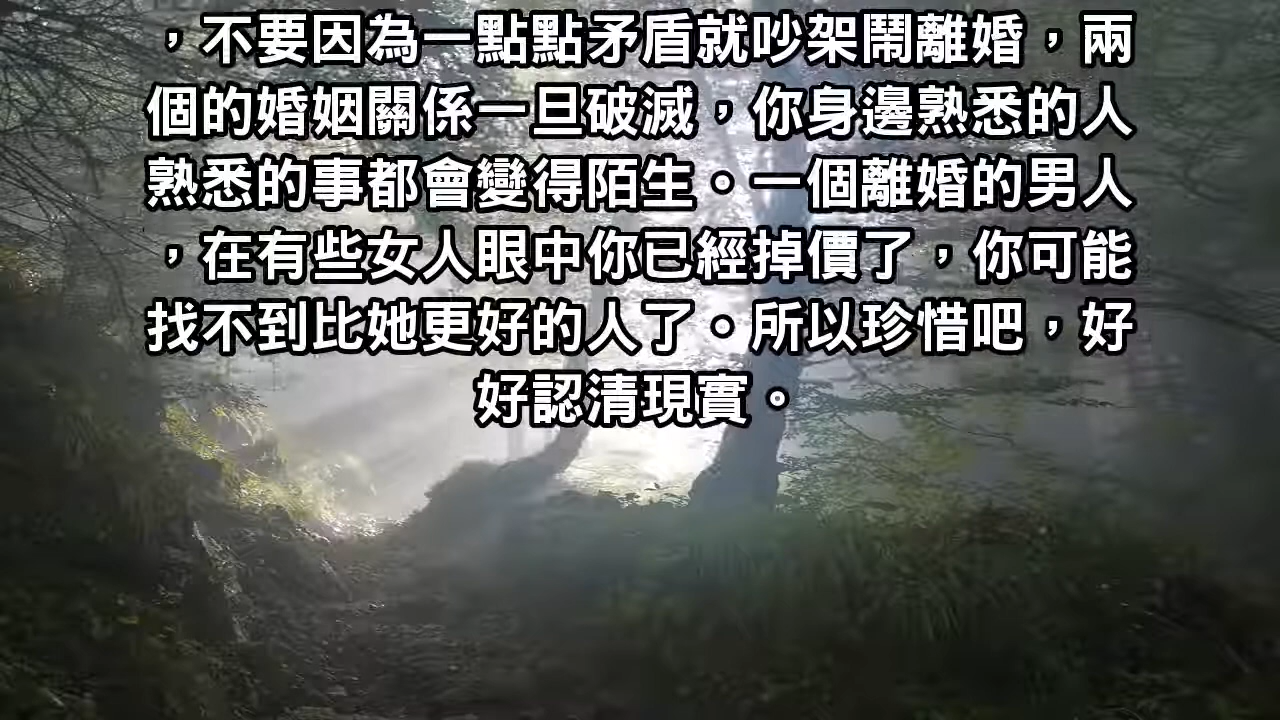 ，不要因為一點點矛盾就吵架鬧離婚，兩
個的婚姻關係一旦破滅，你身邊熟悉的人
熟悉的事都會變得陌生。一個離婚的男人
，在有些女人眼中你已經掉價了，你可能
找不到比她更好的人了。所以珍惜吧，好
好認清現實。